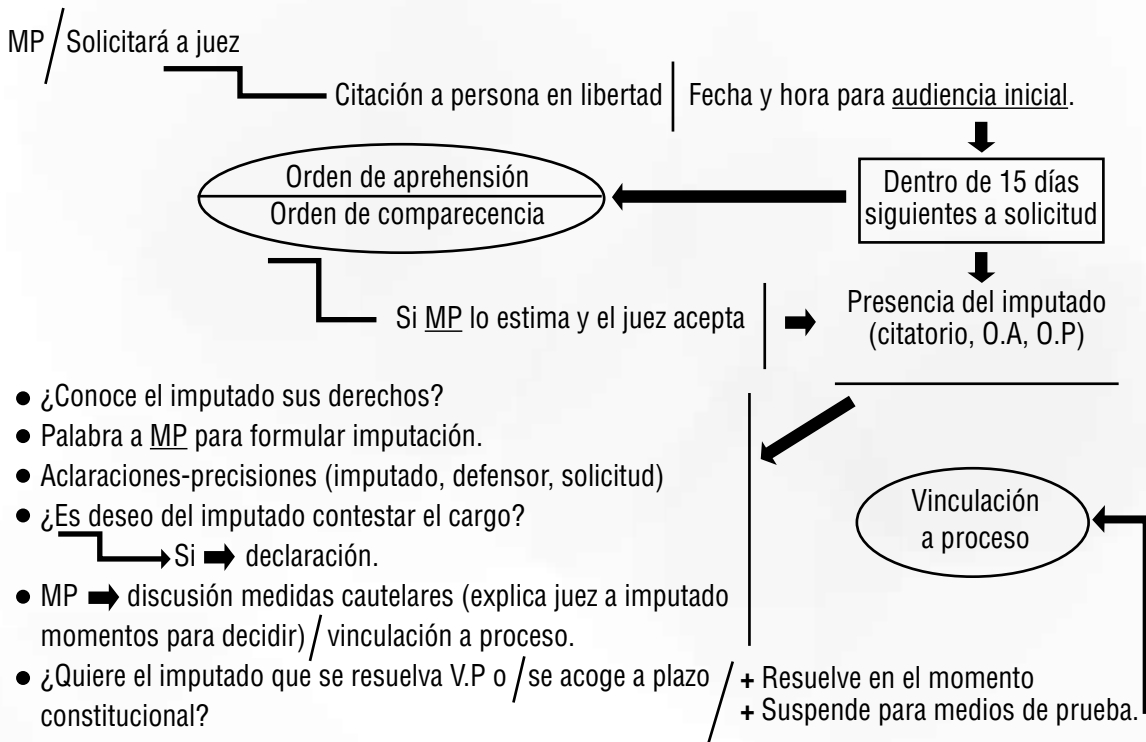 MP / Solicitará a juez
Citación a persona en libertad | Fecha y hora para audiencia inicial.
Orden de aprehensión
Orden de comparecencia
Dentro de 15 días
siguientes a solicitud
Si MP lo estima y el juez acepta
Presencia del imputado
(citatorio, O.A, O.P)
● ¿Conoce el imputado sus derechos?
● Palabra a MP para formular imputación.
● Aclaraciones-precisiones (imputado, defensor, solicitud)
● ¿Es deseo del imputado contestar el cargo?
Si ➡ declaración.
● MP ➡ discusión medidas cautelares (explica juez a imputado
momentos para decidir) / vinculación a proceso.
● ¿Quiere el imputado que se resuelva V.P o / se acoge a plazo
constitucional?
Vinculación
a proceso
+ Resuelve en el momento
+ Suspende para medios de prueba.